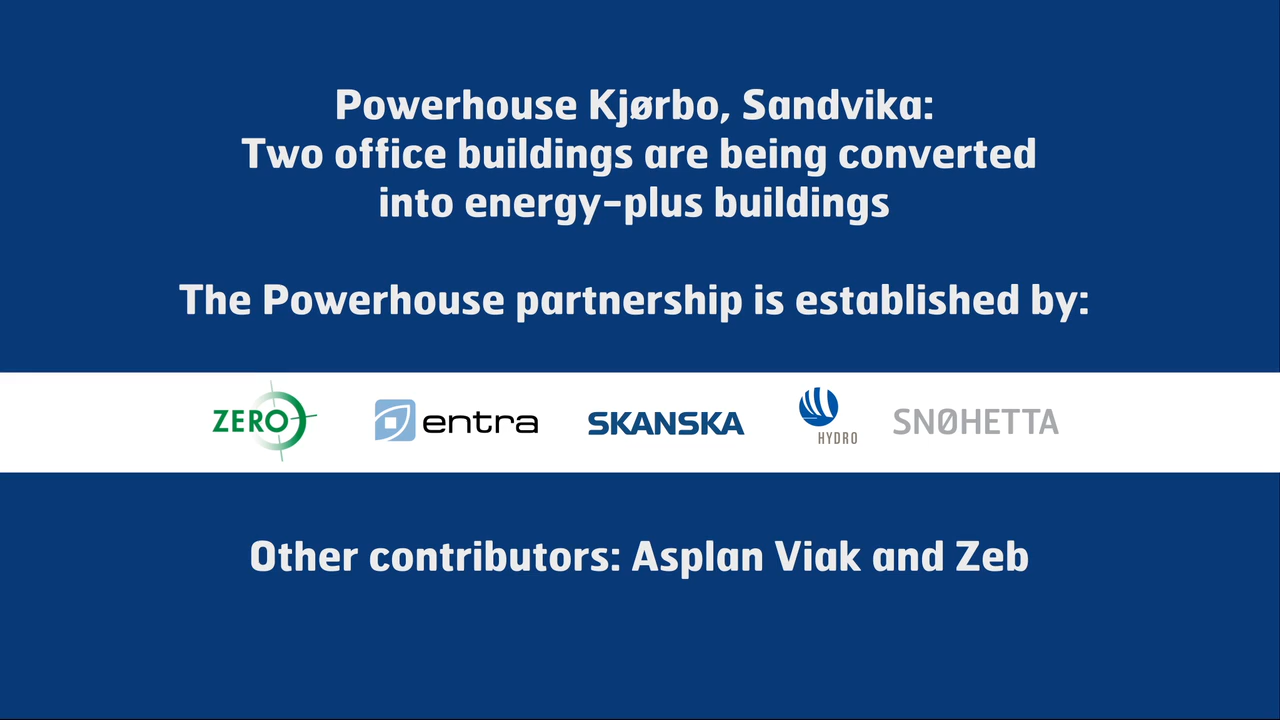 Powerhouse Kjørbo, Sandvika:
Two office buildings are being converted
into energy-plus buildings
The Powerhouse partnership is established by:
ZERO entra SKANSKA HYDRO SNØHETTA
Other contributors: Asplan Viak and Zeb